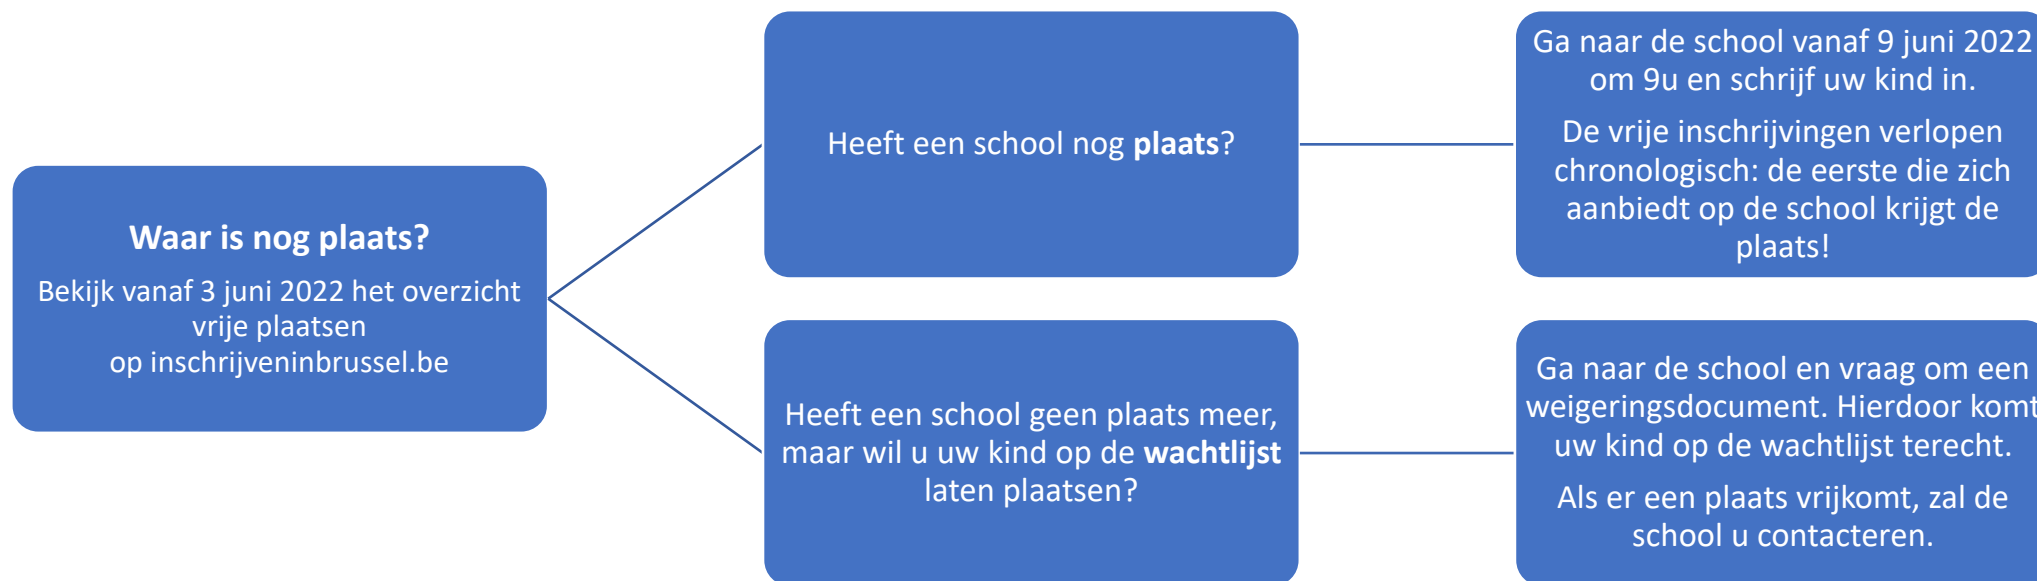 Waar is nog plaats?
Bekijk vanaf 3 juni 2022 het overzicht
vrije plaatsen
op inschrijveninbrussel.be
Heeft een school nog plaats?
Ga naar de school vanaf 9 juni 2022
om 9u en schrijf uw kind in.
De vrije inschrijvingen verlopen
chronologisch: de eerste die zich
aanbiedt op de school krijgt de
plaats!
Heeft een school geen plaats meer,
maar wil u uw kind op de wachtlijst
laten plaatsen?
Ga naar de school en vraag om een
weigeringsdocument. Hierdoor komt
uw kind op de wachtlijst terecht.
Als er een plaats vrijkomt, zal de
school u contacteren.